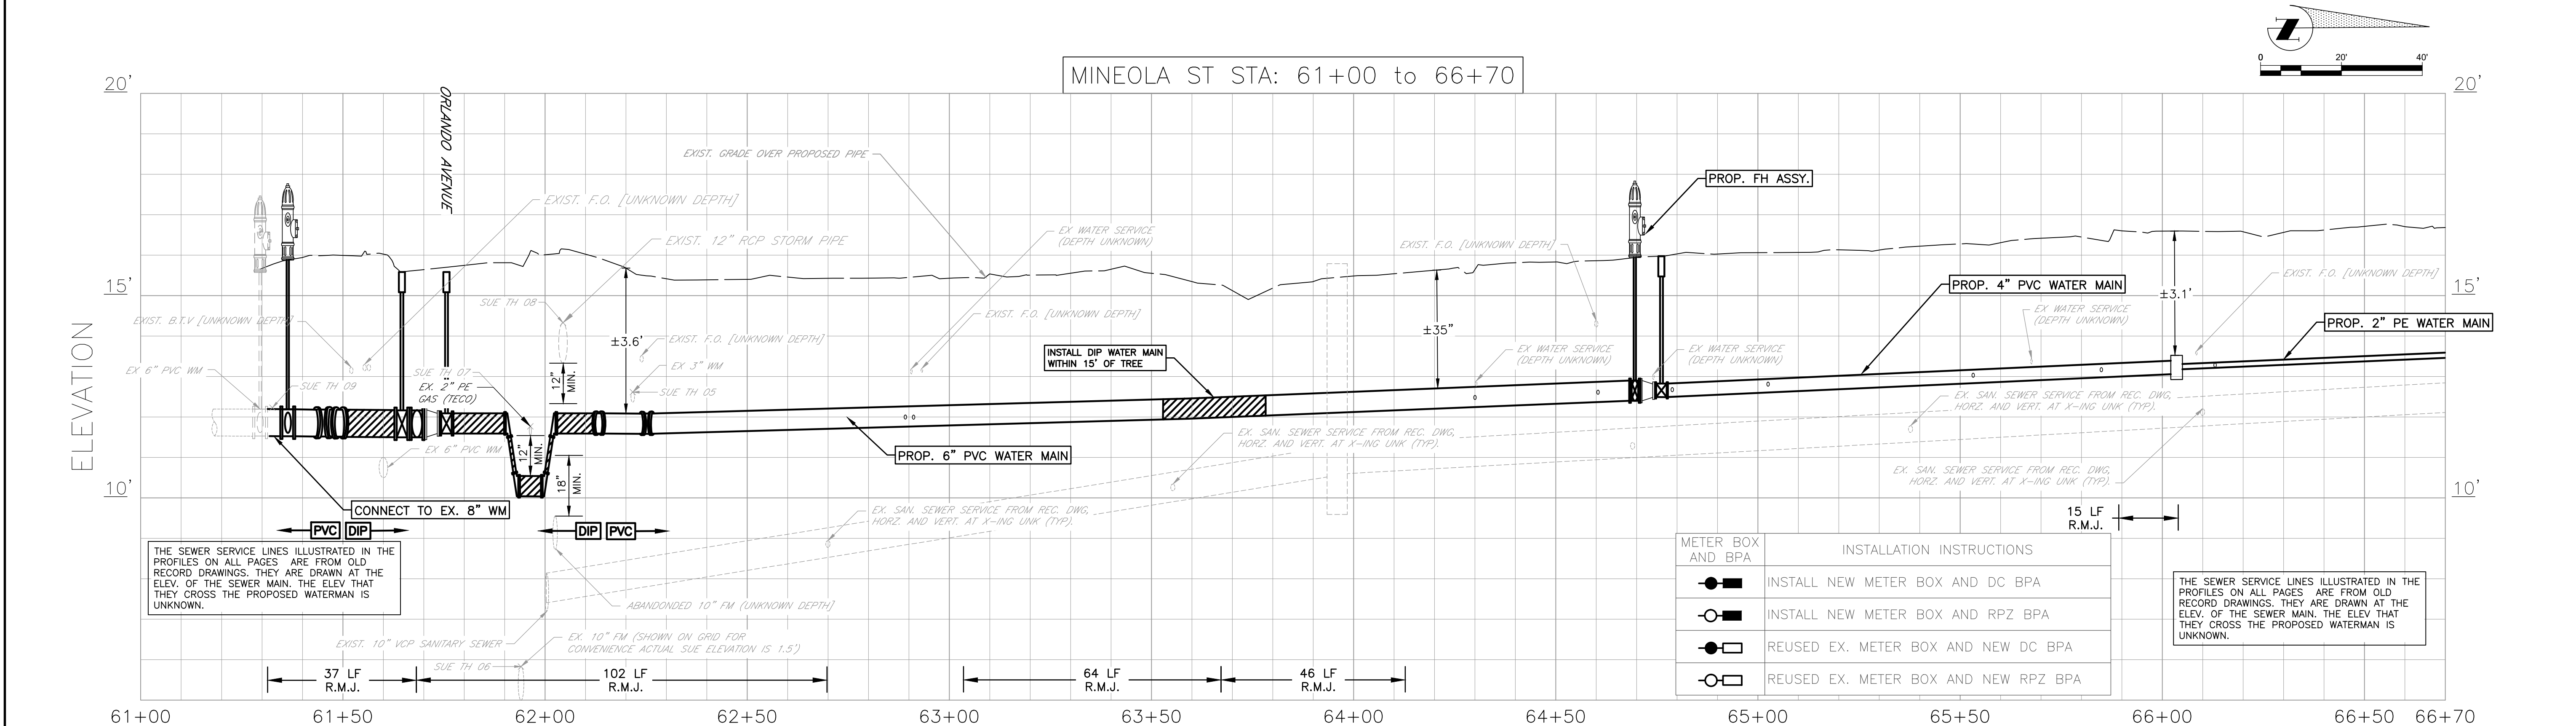 0 20' 40'
MINEOLA ST STA: 61+00 to 66+70
20'
20'
ORLANDO AVENUE
EXIST. GRADE OVER PROPOSED PIPE
PROP. FH ASSY.
EXIST. F.O. [UNKNOWN DEPTH]
EX WATER SERVICE
(DEPTH UNKNOWN)
EXIST. 12" RCP STORM PIPE
EXIST. F.O. [UNKNOWN DEPTH]
EXIST. F.O. [UNKNOWN DEPTH]
15'
15'
PROP. 4" PVC WATER MAIN
±3.1'
SUE TH 08
EXIST. B.T.V [UNKNOWN DEPTH]
EXIST. F.O. [UNKNOWN DEPTH]
EX WATER SERVICE
(DEPTH UNKNOWN)
PROP. 2" PE WATER MAIN
±3.6'
±35"
EXIST. F.O. [UNKNOWN DEPTH]
INSTALL DIP WATER MAIN
WITHIN 15' OF TREE
EX WATER SERVICE
(DEPTH UNKNOWN)
EX WATER SERVICE
(DEPTH UNKNOWN)
ELEVATION
EX 6" PVC WM
SUE TH 09
SUE TH 07
EX. 2" PE
GAS (TECO)
12"
MIN.
EX 3" WM
SUE TH 05
EX. SAN. SEWER SERVICE FROM REC. DWG,
HORZ. AND VERT. AT X-ING UNK (TYP).
EX. SAN. SEWER SERVICE FROM REC. DWG,
HORZ. AND VERT. AT X-ING UNK (TYP).
EX 6" PVC WM
12"
MIN.
PROP. 6" PVC WATER MAIN
EX. SAN. SEWER SERVICE FROM REC. DWG,
HORZ. AND VERT. AT X-ING UNK (TYP).
18"
MIN.
10'
10'
CONNECT TO EX. 8" WM
EX. SAN. SEWER SERVICE FROM REC. DWG,
HORZ. AND VERT. AT X-ING UNK (TYP).
15 LF
R.M.J.
PVC DIP
DIP PVC
THE SEWER SERVICE LINES ILLUSTRATED IN THE
PROFILES ON ALL PAGES ARE FROM OLD
RECORD DRAWINGS. THEY ARE DRAWN AT THE
ELEV. OF THE SEWER MAIN. THE ELEV THAT
THEY CROSS THE PROPOSED WATERMAN IS
UNKNOWN.
METER BOX
AND BPA
INSTALLATION INSTRUCTIONS
INSTALL NEW METER BOX AND DC BPA
INSTALL NEW METER BOX AND RPZ BPA
REUSED EX. METER BOX AND NEW DC BPA
REUSED EX. METER BOX AND NEW RPZ BPA
THE SEWER SERVICE LINES ILLUSTRATED IN THE
PROFILES ON ALL PAGES ARE FROM OLD
RECORD DRAWINGS. THEY ARE DRAWN AT THE
ELEV. OF THE SEWER MAIN. THE ELEV THAT
THEY CROSS THE PROPOSED WATERMAN IS
UNKNOWN.
ABANDONDED 10" FM (UNKNOWN DEPTH]
EXIST. 10" VCP SANITARY SEWER
EX. 10" FM (SHOWN ON GRID FOR
CONVENIENCE ACTUAL SUE ELEVATION IS 1.5')
SUE TH 06
37 LF
R.M.J.
102 LF
R.M.J.
64 LF
R.M.J.
46 LF
R.M.J.
61+00 61+50 62+00 62+50 63+00 63+50 64+00 64+50 65+00 65+50 66+00 66+50 66+70